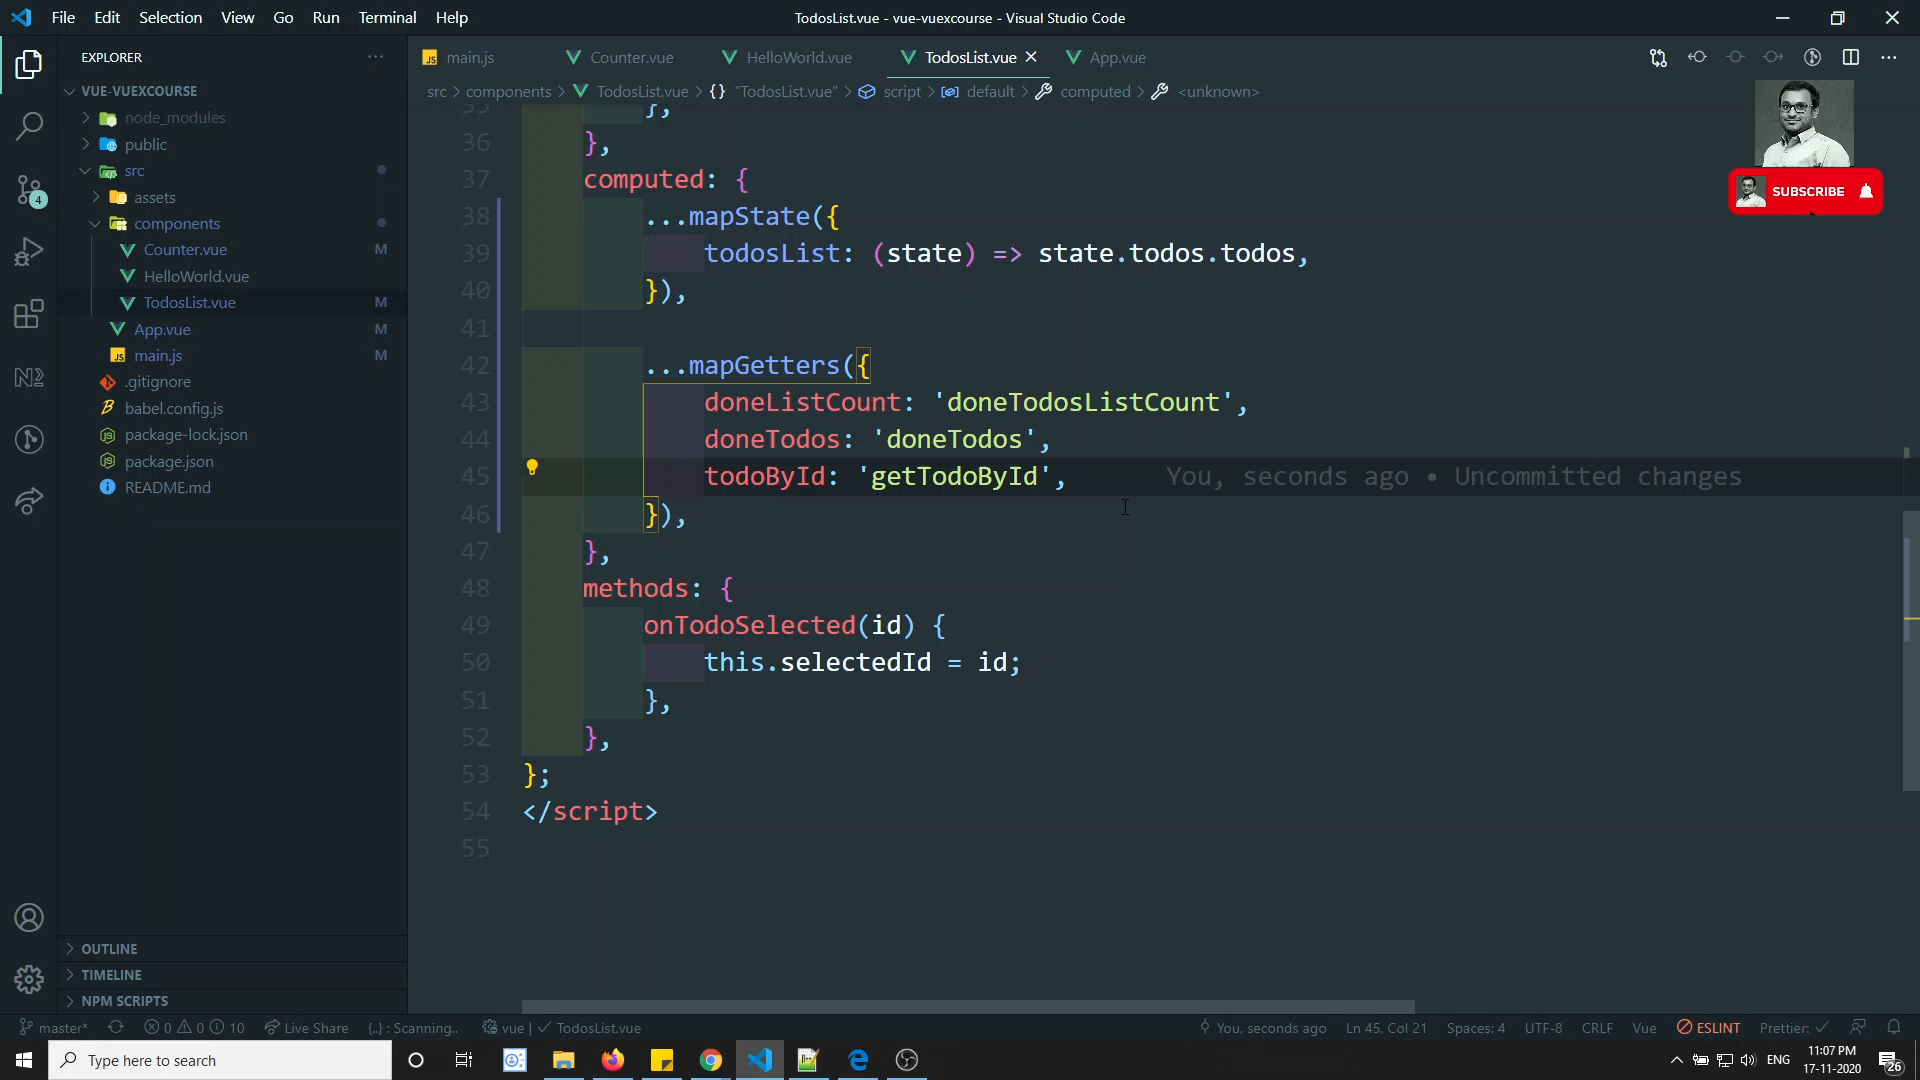 File Edit Selection View Go Run Terminal Help
TodosList.vue - vue-vuexcourse - Visual Studio Code
EXPLORER
VUE-VUEXCOURSE
node_modules
public
src
assets
components
Counter.vue M
HelloWorld.vue
TodosList.vue M
App.vue M
main.js M
.gitignore
babel.config.js
package-lock.json
package.json
README.md
OUTLINE
TIMELINE
NPM SCRIPTS
4
JS main.js Counter.vue HelloWorld.vue TodosList.vue App.vue
src > components > TodosList.vue > {} "TodosList.vue" > script > default > computed > <unknown>
SUBSCRIBE
35 },
36 },
37 computed: {
38 ...mapState({
39 todosList: (state) => state.todos.todos,
40 }),
41
42 ...mapGetters({
43 doneListCount: 'doneTodosListCount',
44 doneTodos: 'doneTodos',
45 todoById: 'getTodoById', You, seconds ago • Uncommitted changes
46 }),
47 },
48 methods: {
49 onTodoSelected(id) {
50 this.selectedId = id;
51 },
52 },
53 };
54 </script>
55
master* 0 0 10 Live Share {..} : Scanning.. vue | ✓ TodosList.vue You, seconds ago Ln 45, Col 21 Spaces: 4 UTF-8 CRLF Vue ESLINT Prettier: ✓
Type here to search
ENG
11:07 PM
17-11-2020
26